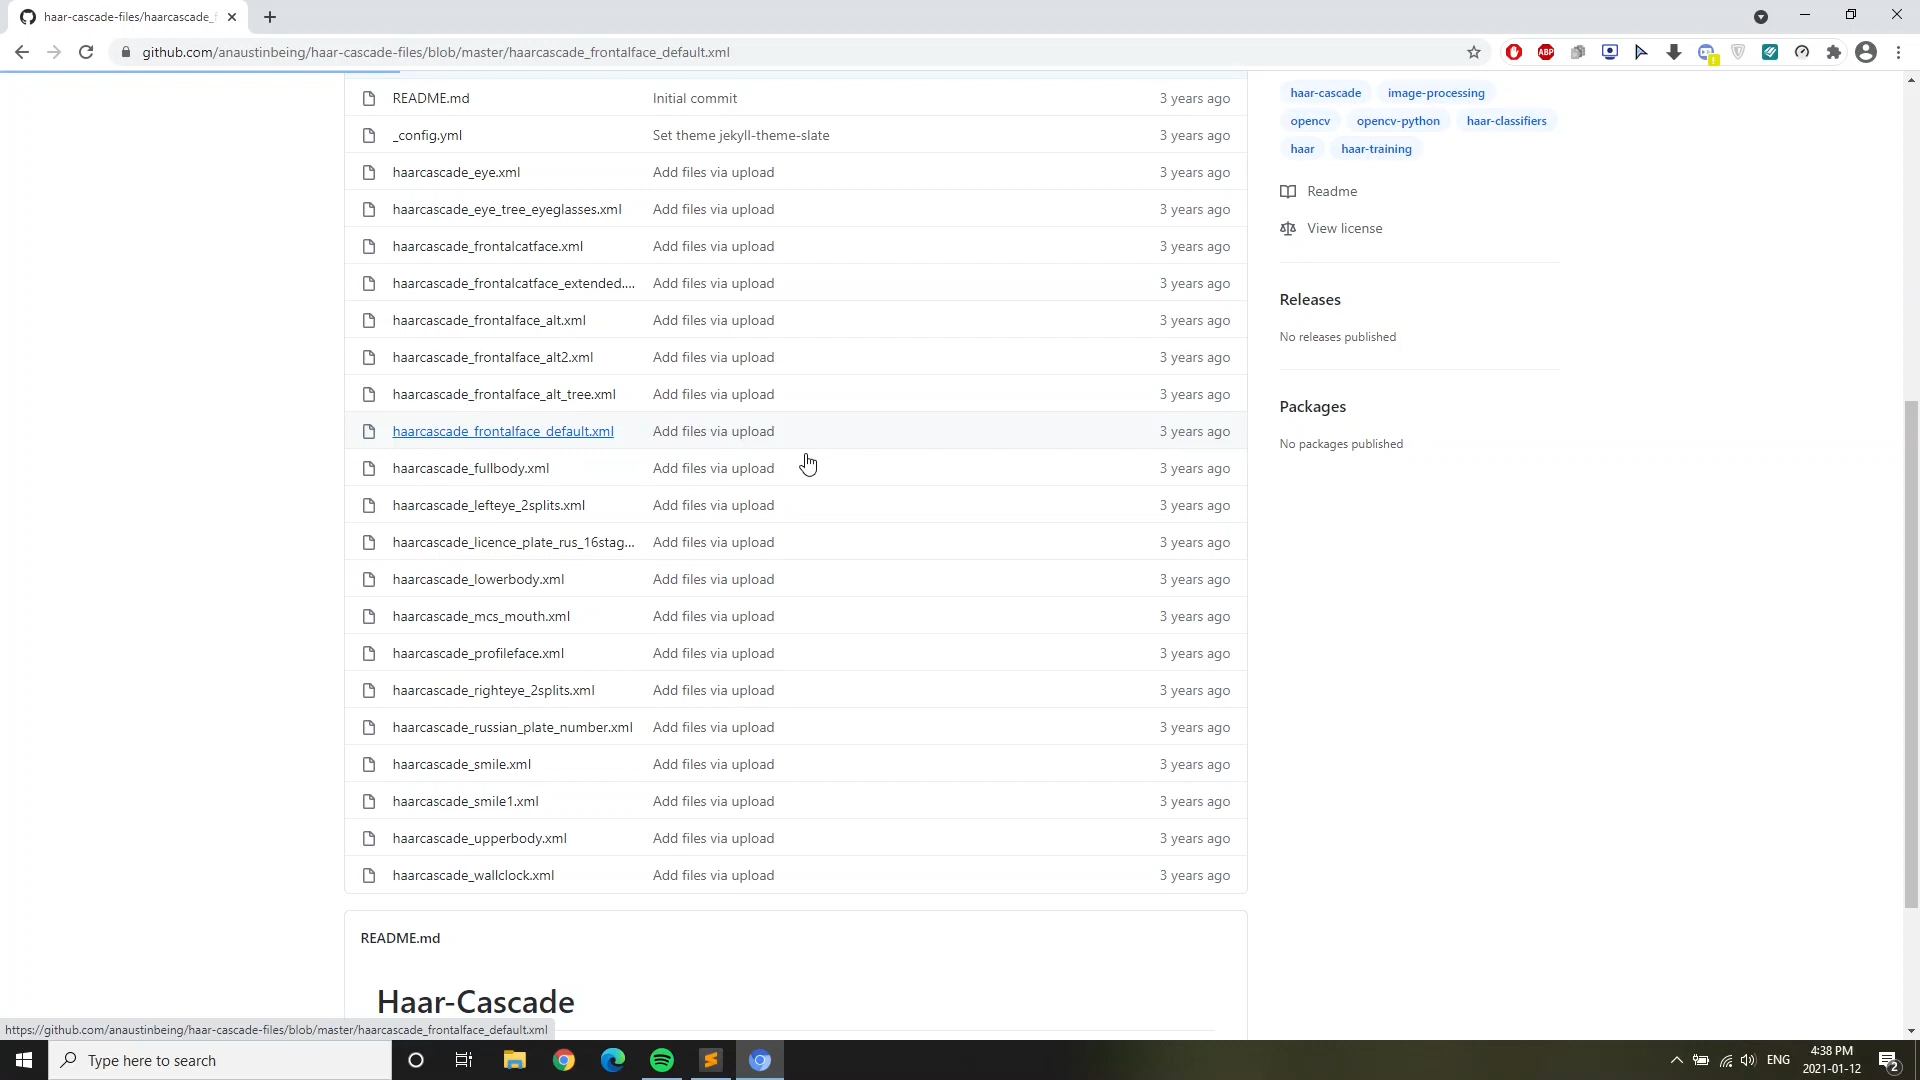 haar-cascade-files/haarcascade_f
github.com/anaustinbeing/haar-cascade-files/blob/master/haarcascade_frontalface_default.xml
ABP
README.md Initial commit 3 years ago
_config.yml Set theme jekyll-theme-slate 3 years ago
haarcascade_eye.xml Add files via upload 3 years ago
haarcascade_eye_tree_eyeglasses.xml Add files via upload 3 years ago
haarcascade_frontalcatface.xml Add files via upload 3 years ago
haarcascade_frontalcatface_extended.... Add files via upload 3 years ago
haarcascade_frontalface_alt.xml Add files via upload 3 years ago
haarcascade_frontalface_alt2.xml Add files via upload 3 years ago
haarcascade_frontalface_alt_tree.xml Add files via upload 3 years ago
haarcascade_frontalface_default.xml Add files via upload 3 years ago
haarcascade_fullbody.xml Add files via upload 3 years ago
haarcascade_lefteye_2splits.xml Add files via upload 3 years ago
haarcascade_licence_plate_rus_16stag... Add files via upload 3 years ago
haarcascade_lowerbody.xml Add files via upload 3 years ago
haarcascade_mcs_mouth.xml Add files via upload 3 years ago
haarcascade_profileface.xml Add files via upload 3 years ago
haarcascade_righteye_2splits.xml Add files via upload 3 years ago
haarcascade_russian_plate_number.xml Add files via upload 3 years ago
haarcascade_smile.xml Add files via upload 3 years ago
haarcascade_smile1.xml Add files via upload 3 years ago
haarcascade_upperbody.xml Add files via upload 3 years ago
haarcascade_wallclock.xml Add files via upload 3 years ago
README.md
Haar-Cascade
haar-cascade image-processing
opencv opencv-python haar-classifiers
haar haar-training
Readme
View license
Releases
No releases published
Packages
No packages published
https://github.com/anaustinbeing/haar-cascade-files/blob/master/haarcascade_frontalface_default.xml
Type here to search
ENG
4:38 PM
2021-01-12
2